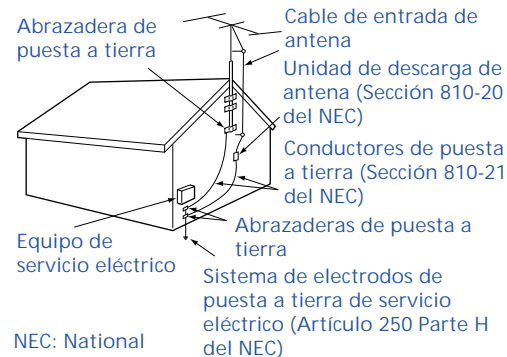 Abrazadera de
puesta a tierra
Cable de entrada de
antena
Unidad de descarga de
antena (Sección 810-20
del NEC)
Conductores de puesta
a tierra (Sección 810-21
del NEC)
Abrazaderas de puesta a
tierra
Equipo de
servicio eléctrico
Sistema de electrodos de
puesta a tierra de servicio
eléctrico (Artículo 250 Parte H
del NEC)
NEC: National